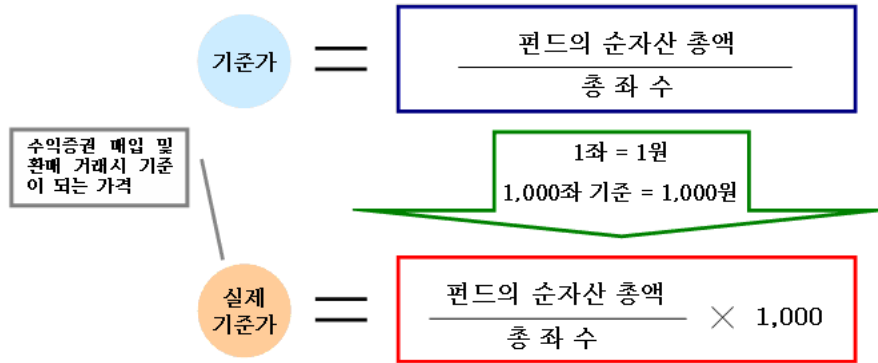 기준가
펀드의 순자산 총액
총 좌 수
수익증권 매입 및
환매 거래시 기준
이 되는 가격
1좌 = 1원
1,000좌 기준 = 1,000원
실제
기준가
펀드의 순자산 총액
총 좌 수
× 1,000